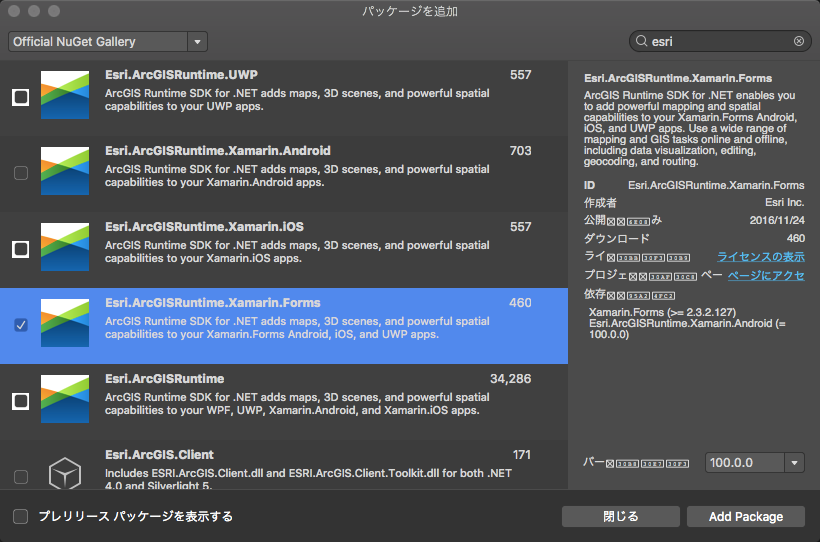 パッケージを追加
Official NuGet Gallery
esri
Esri.ArcGISRuntime.UWP 557
ArcGIS Runtime SDK for .NET adds maps, 3D scenes, and powerful spatial
capabilities to your UWP apps.
Esri.ArcGISRuntime.Xamarin.Android 703
ArcGIS Runtime SDK for .NET adds maps, 3D scenes, and powerful spatial
capabilities to your Xamarin.Android apps.
Esri.ArcGISRuntime.Xamarin.iOS 557
ArcGIS Runtime SDK for .NET adds maps, 3D scenes, and powerful spatial
capabilities to your Xamarin.iOS apps.
Esri.ArcGISRuntime.Xamarin.Forms 460
ArcGIS Runtime SDK for .NET adds maps, 3D scenes, and powerful spatial
capabilities to your Xamarin.Forms Android, iOS, and UWP apps.
Esri.ArcGISRuntime 34,286
ArcGIS Runtime SDK for .NET adds maps, 3D scenes, and powerful spatial
capabilities to your WPF, UWP, Xamarin.Android, and Xamarin.iOS apps.
Esri.ArcGIS.Client 171
Includes ESRI.ArcGIS.Client.dll and ESRI.ArcGIS.Client.Toolkit.dll for both .NET
4.0 and Silverlight 5.
Esri.ArcGISRuntime.Xamarin.Forms
ArcGIS Runtime SDK for .NET enables you
to add powerful mapping and spatial
capabilities to your Xamarin.Forms Android,
iOS, and UWP apps. Use a wide range of
mapping and GIS tasks online and offline,
including data visualization, editing,
geocoding, and routing.
ID Esri.ArcGISRuntime.Xamarin.Forms
作成者 Esri Inc.
公開 み 2016/11/24
ダウンロード 460
ライ ライセンスの表示
プロジェ ペー ページにアクセ
依存
Xamarin.Forms (>= 2.3.2.127)
Esri.ArcGISRuntime.Xamarin.Android (=
100.0.0)
バー 100.0.0
プレリリース パッケージを表示する
閉じる
Add Package